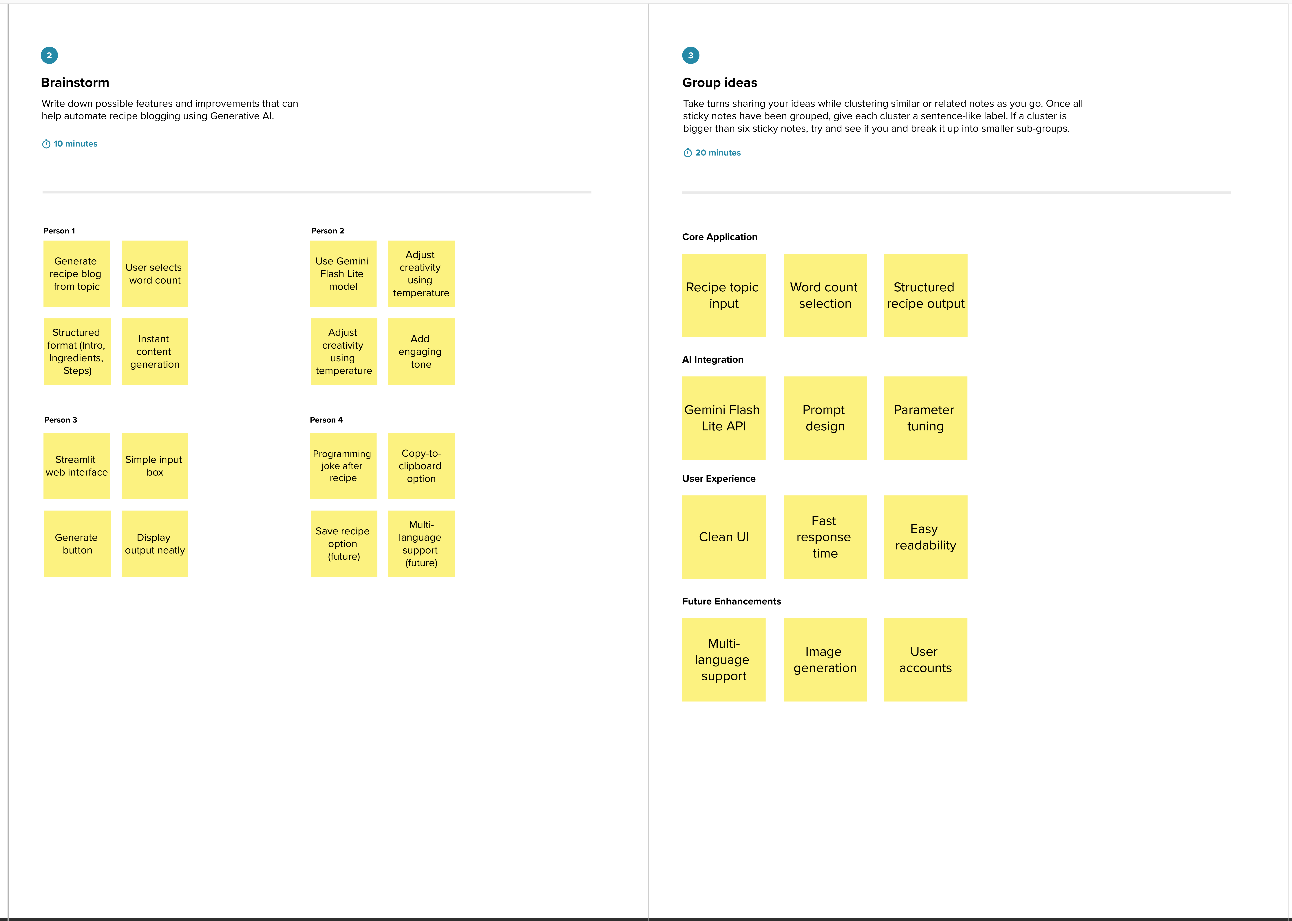 2
Brainstorm
Write down possible features and improvements that can
help automate recipe blogging using Generative AI.
10 minutes
Person 1
Generate
recipe blog
from topic
User selects
word count
Structured
format (Intro,
Ingredients,
Steps)
Instant
content
generation
Person 2
Use Gemini
Flash Lite
model
Adjust
creativity
using
temperature
Adjust
creativity
using
temperature
Add
engaging
tone
Person 3
Streamlit
web interface
Simple input
box
Generate
button
Display
output neatly
Person 4
Programming
joke after
recipe
Copy-to-
clipboard
option
Save recipe
option
(future)
Multi-
language
support
(future)
3
Group ideas
Take turns sharing your ideas while clustering similar or related notes as you go. Once all
sticky notes have been grouped, give each cluster a sentence-like label. If a cluster is
bigger than six sticky notes, try and see if you and break it up into smaller sub-groups.
20 minutes
Core Application
Recipe topic
input
Word count
selection
Structured
recipe output
AI Integration
Gemini Flash
Lite API
Prompt
design
Parameter
tuning
User Experience
Clean UI
Fast
response
time
Easy
readability
Future Enhancements
Multi-
language
support
Image
generation
User
accounts